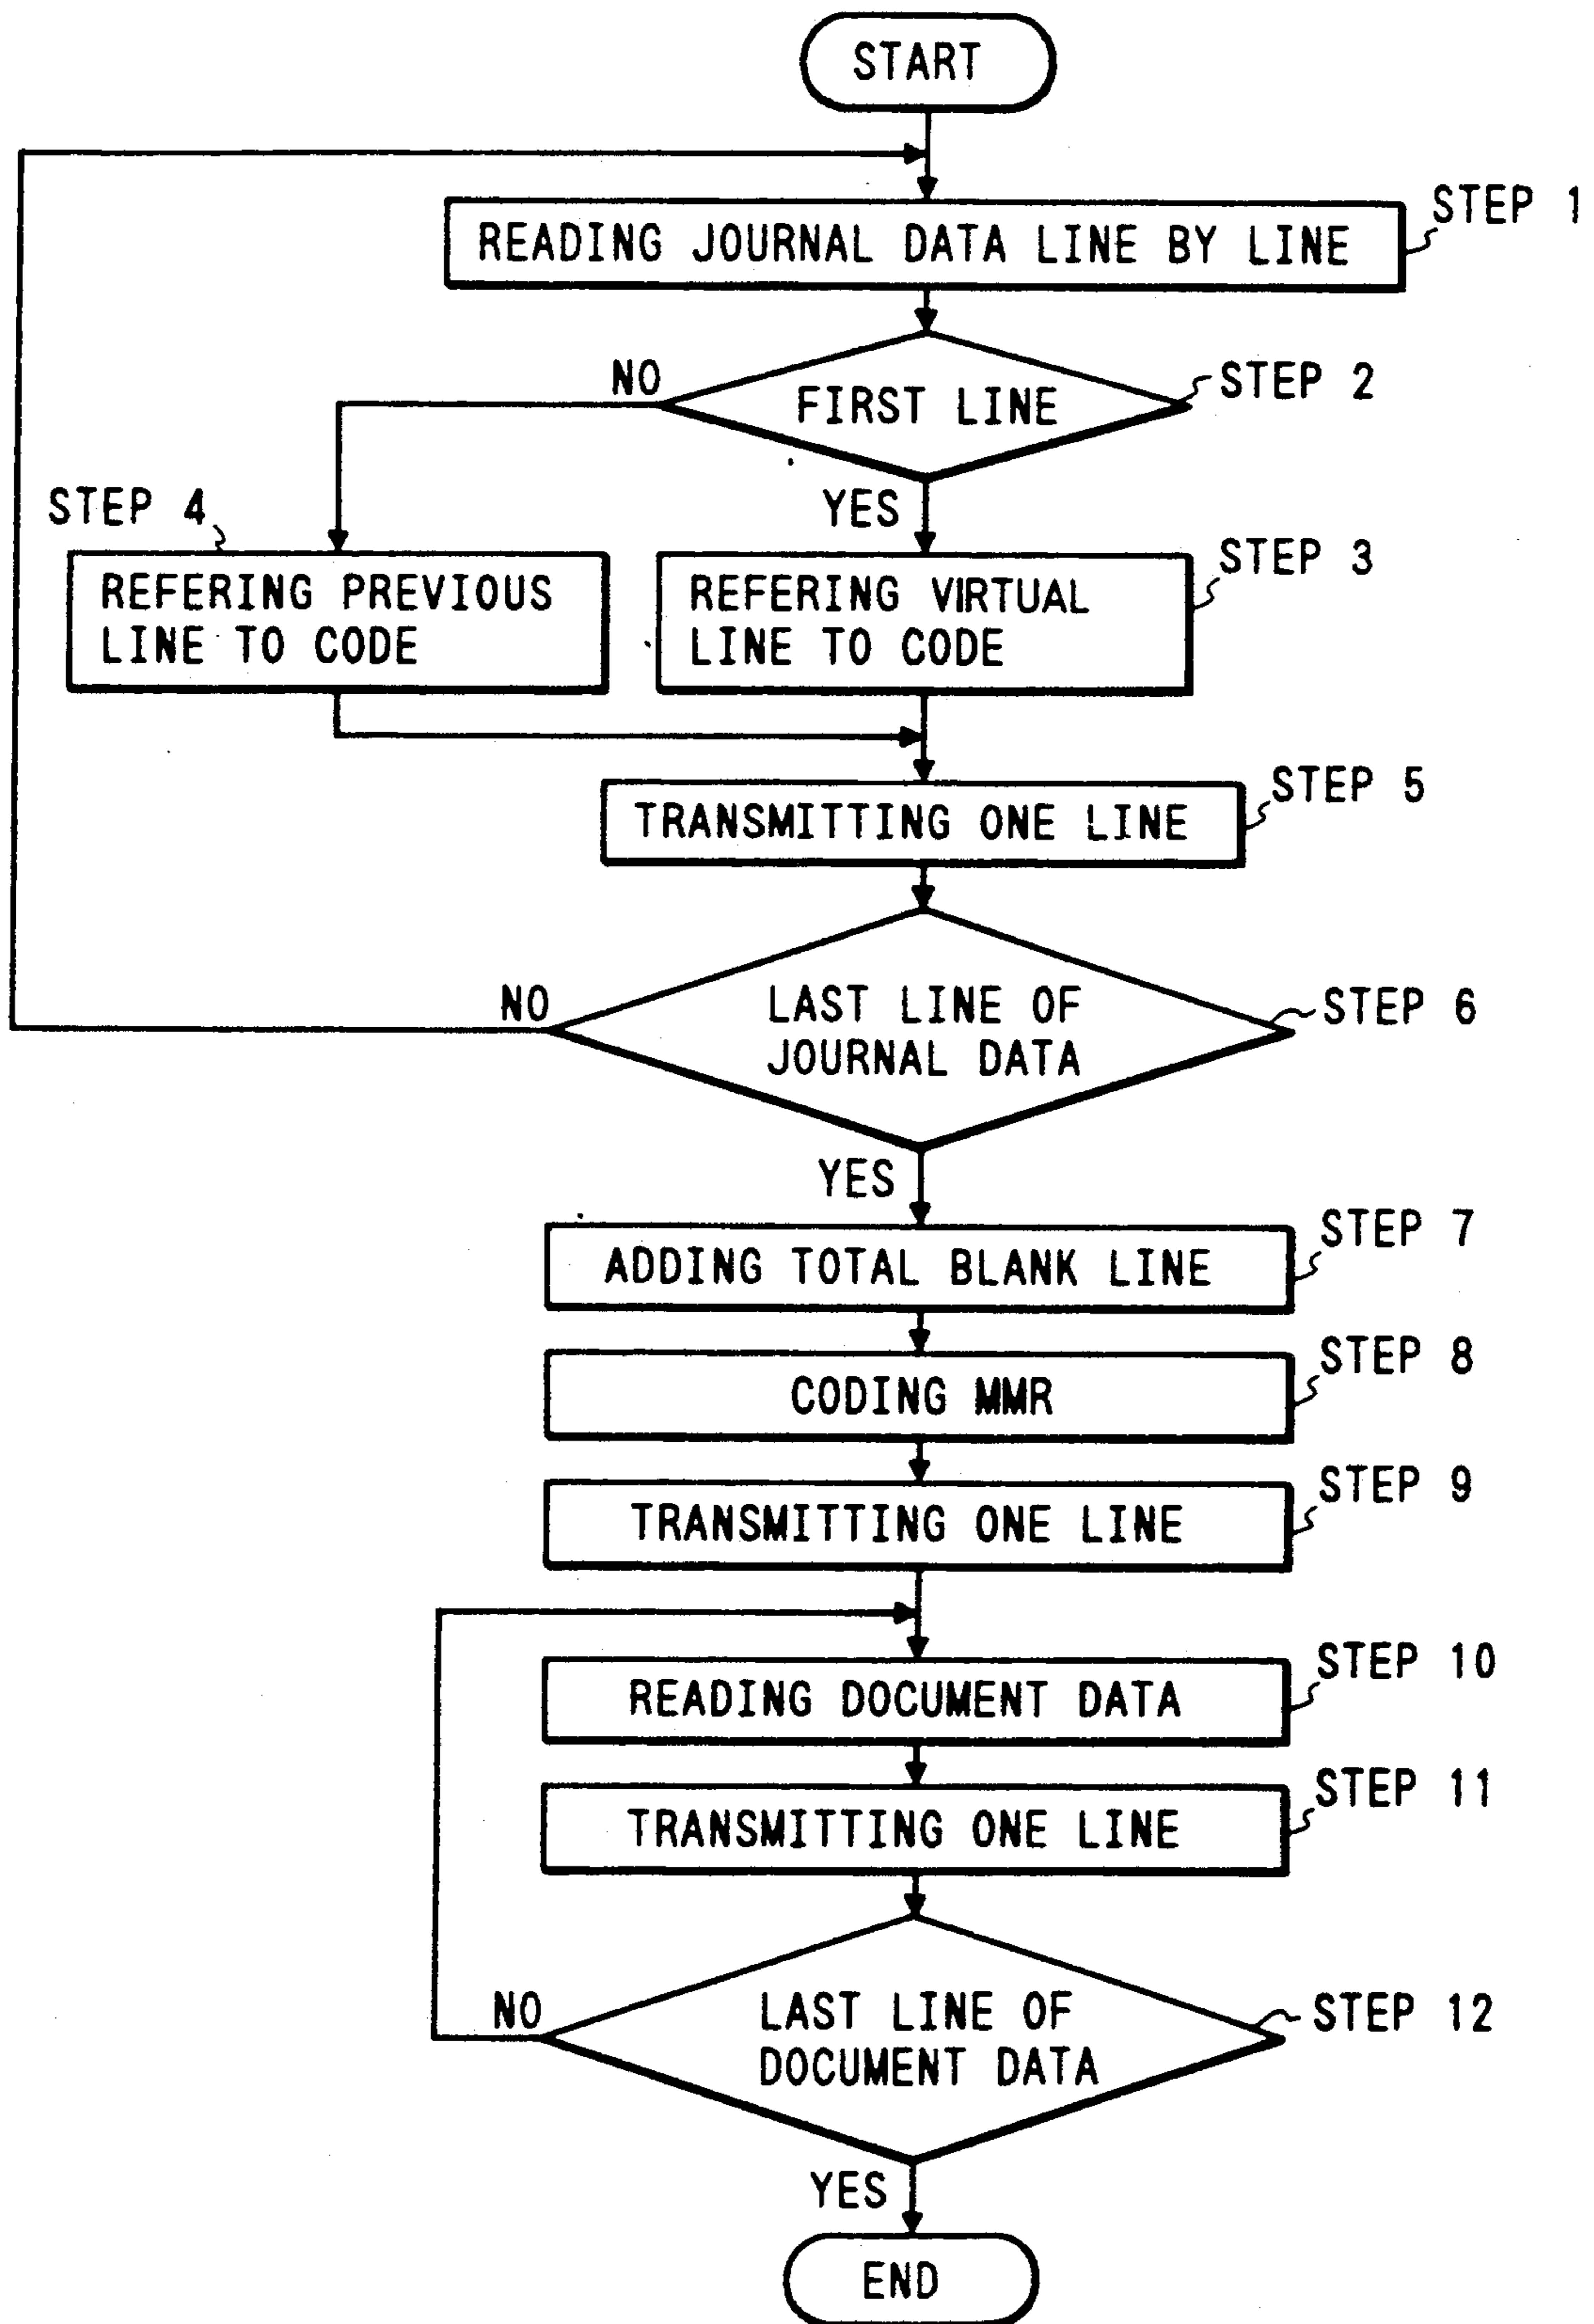 START
STEP 1
READING JOURNAL DATA LINE BY LINE
NO
FIRST LINE
STEP 2
YES
STEP 4
REFERING PREVIOUS
LINE TO CODE
STEP 3
REFERING VIRTUAL
LINE TO CODE
STEP 5
TRANSMITTING ONE LINE
NO
LAST LINE OF
JOURNAL DATA
STEP 6
YES
STEP 7
ADDING TOTAL BLANK LINE
STEP 8
CODING MMR
STEP 9
TRANSMITTING ONE LINE
STEP 10
READING DOCUMENT DATA
STEP 11
TRANSMITTING ONE LINE
NO
LAST LINE OF
DOCUMENT DATA
STEP 12
YES
END